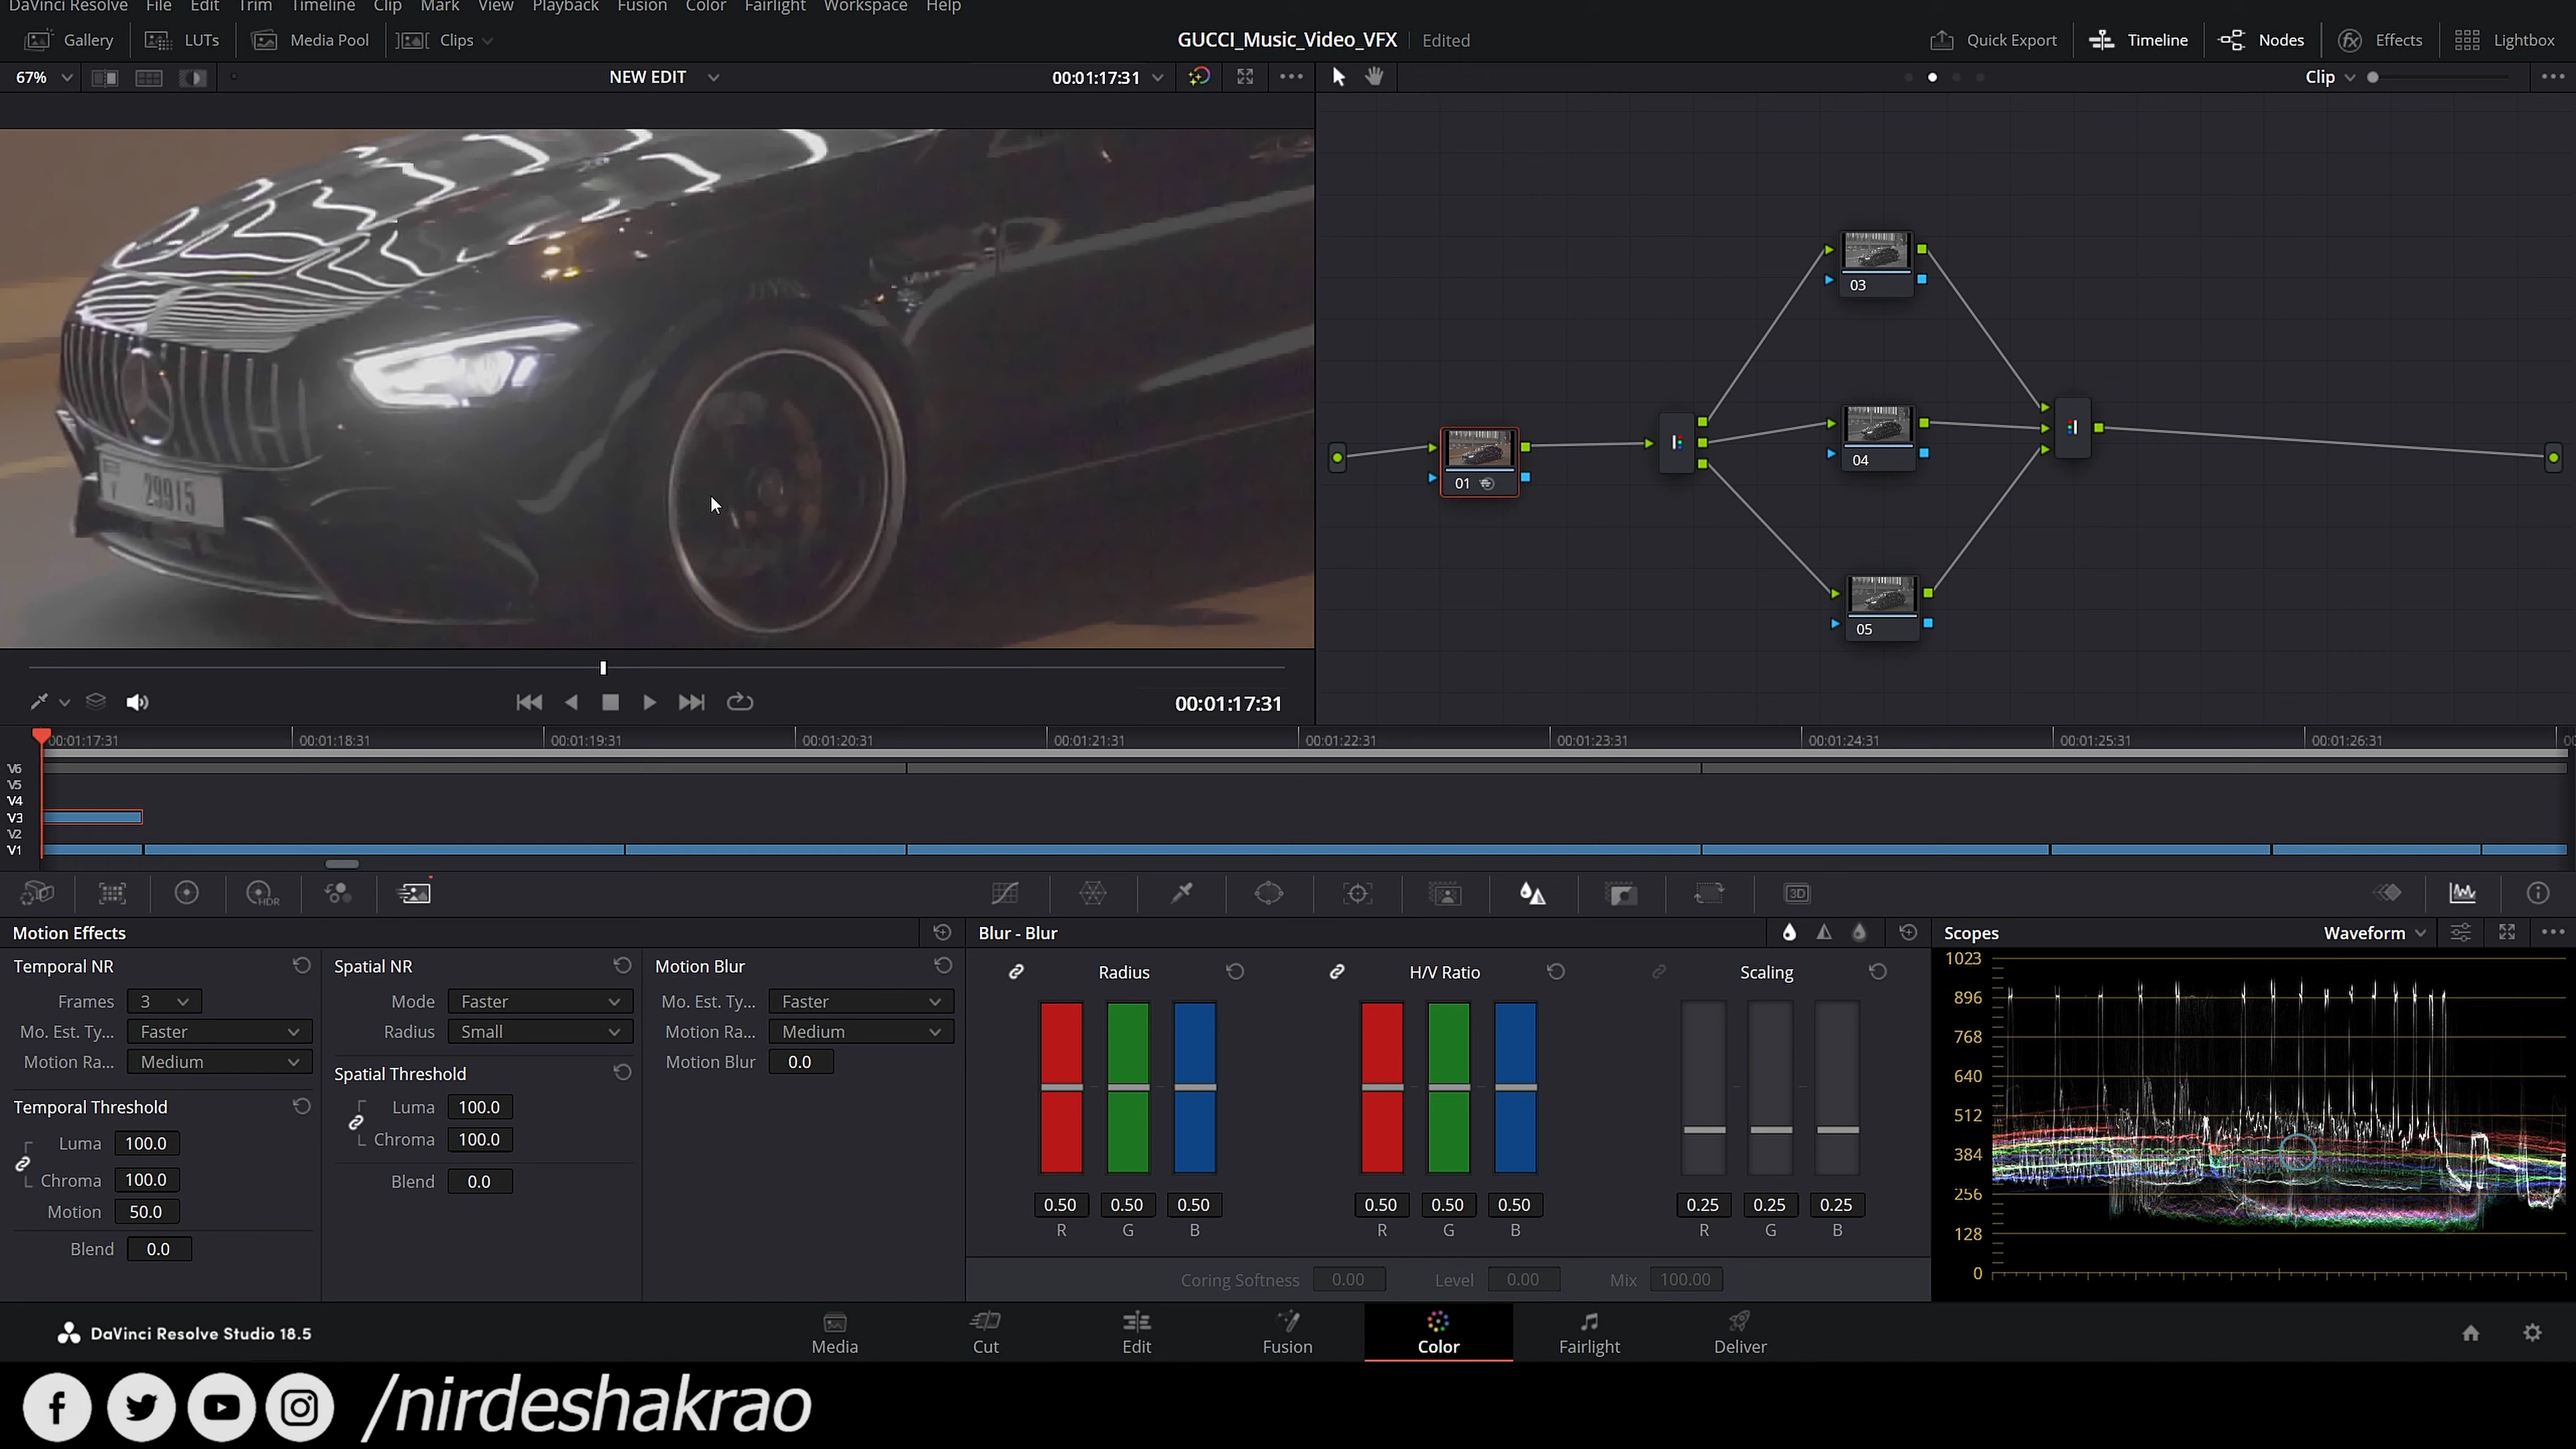 DaVinci Resolve File Edit Trim Timeline Clip Mark View Playback Fusion Color Fairlight Workspace Help
Gallery LUTs Media Pool Clips GUCCI_Music_Video_VFX Edited Quick Export Timeline Nodes Effects Lightbox
67% NEW EDIT 00:01:17:31 Clip
29915
03
04
01
05
00:01:17:31
00:01:17:31 00:01:18:31 00:01:19:31 00:01:20:31 00:01:21:31 00:01:22:31 00:01:23:31 00:01:24:31 00:01:25:31 00:01:26:31
V6
V5
V4
V3
V2
V1
HDR 3D
Motion Effects
Temporal NR
Frames 3
Mo. Est. Ty... Faster
Motion Ra... Medium
Temporal Threshold
Luma 100.0
Chroma 100.0
Motion 50.0
Blend 0.0
Spatial NR
Mode Faster
Radius Small
Spatial Threshold
Luma 100.0
Chroma 100.0
Blend 0.0
Motion Blur
Mo. Est. Ty... Faster
Motion Ra... Medium
Motion Blur 0.0
Blur - Blur
Radius H/V Ratio Scaling
0.50 0.50 0.50 0.50 0.50 0.50 0.25 0.25 0.25
R G B R G B R G B
Coring Softness 0.00 Level 0.00 Mix 100.00
Scopes Waveform
1023
896
768
640
512
384
256
128
0
DaVinci Resolve Studio 18.5
Media Cut Edit Fusion Color Fairlight Deliver
/nirdeshakrao